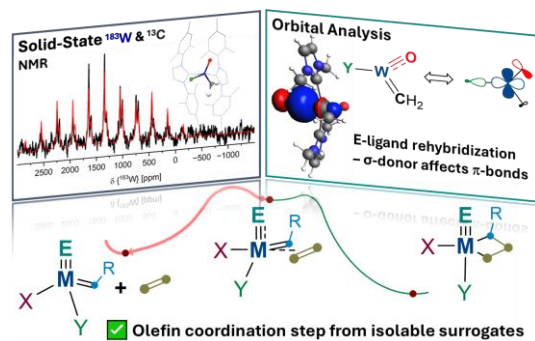 Solid-State ¹⁸³W & ¹³C
NMR
2500 2000 1500 1000 500 0 -500 -1000
δ {¹⁸³W} [ppm]
Orbital Analysis
Y W O
CH₂
E-ligand rehybridization
– σ-donor affects π-bonds
E
X M R
Y
+
E
X M R
Y
E
X M R
Y
✅ Olefin coordination step from isolable surrogates